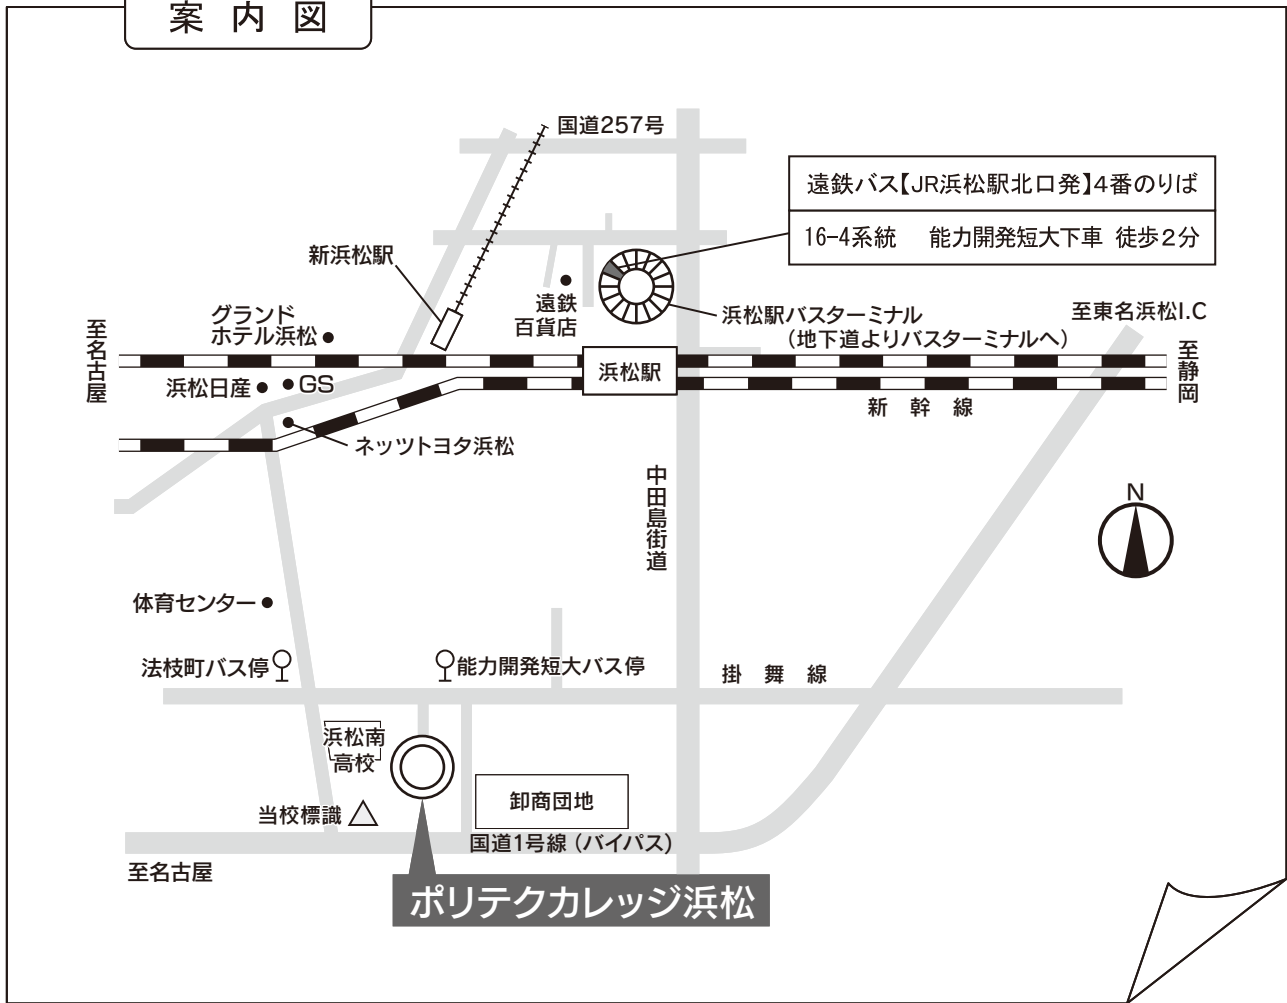 案内図
国道257号
遠鉄バス【JR浜松駅北口発】4番のりば
16-4系統 能力開発短大下車 徒歩2分
新浜松駅
遠鉄
百貨店
浜松駅バスターミナル
(地下道よりバスターミナルへ)
至東名浜松I.C
グランド
ホテル浜松
至名古屋
浜松駅
至静岡
浜松日産
GS
新幹線
ネッツトヨタ浜松
中田島街道
N
体育センター
法枝町バス停
能力開発短大バス停
掛舞線
浜松南
高校
卸商団地
当校標識
国道1号線(バイパス)
至名古屋
ポリテクカレッジ浜松